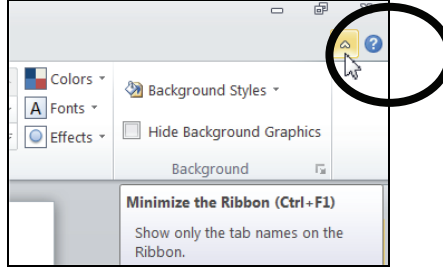 Colors
Background Styles
A Fonts
Effects
Hide Background Graphics
Background
Minimize the Ribbon (Ctrl+F1)
Show only the tab names on the
Ribbon.